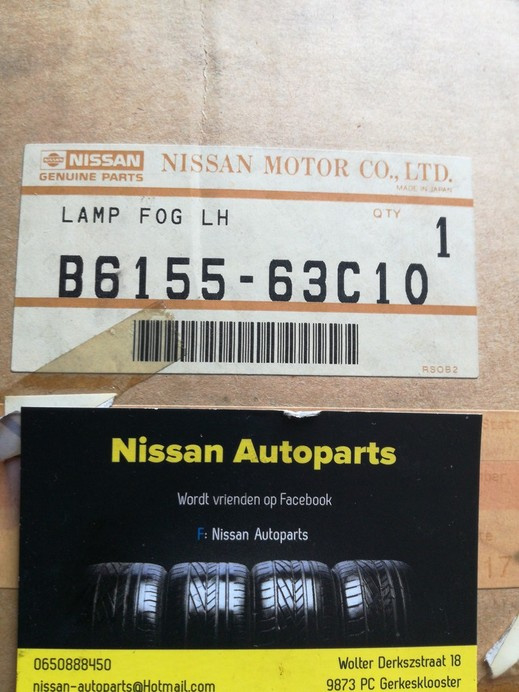 NISSAN
GENUINE PARTS
NISSAN MOTOR CO., LTD.
MADE IN JAPAN
LAMP FOG LH
QTY
1
B6155-63C10
RSOB2
Nissan Autoparts
Wordt vrienden op Facebook
F: Nissan Autoparts
0650888450
Wolter Derkszstraat 18
nissan-autoparts@Hotmail.com
9873 PC Gerkesklooster